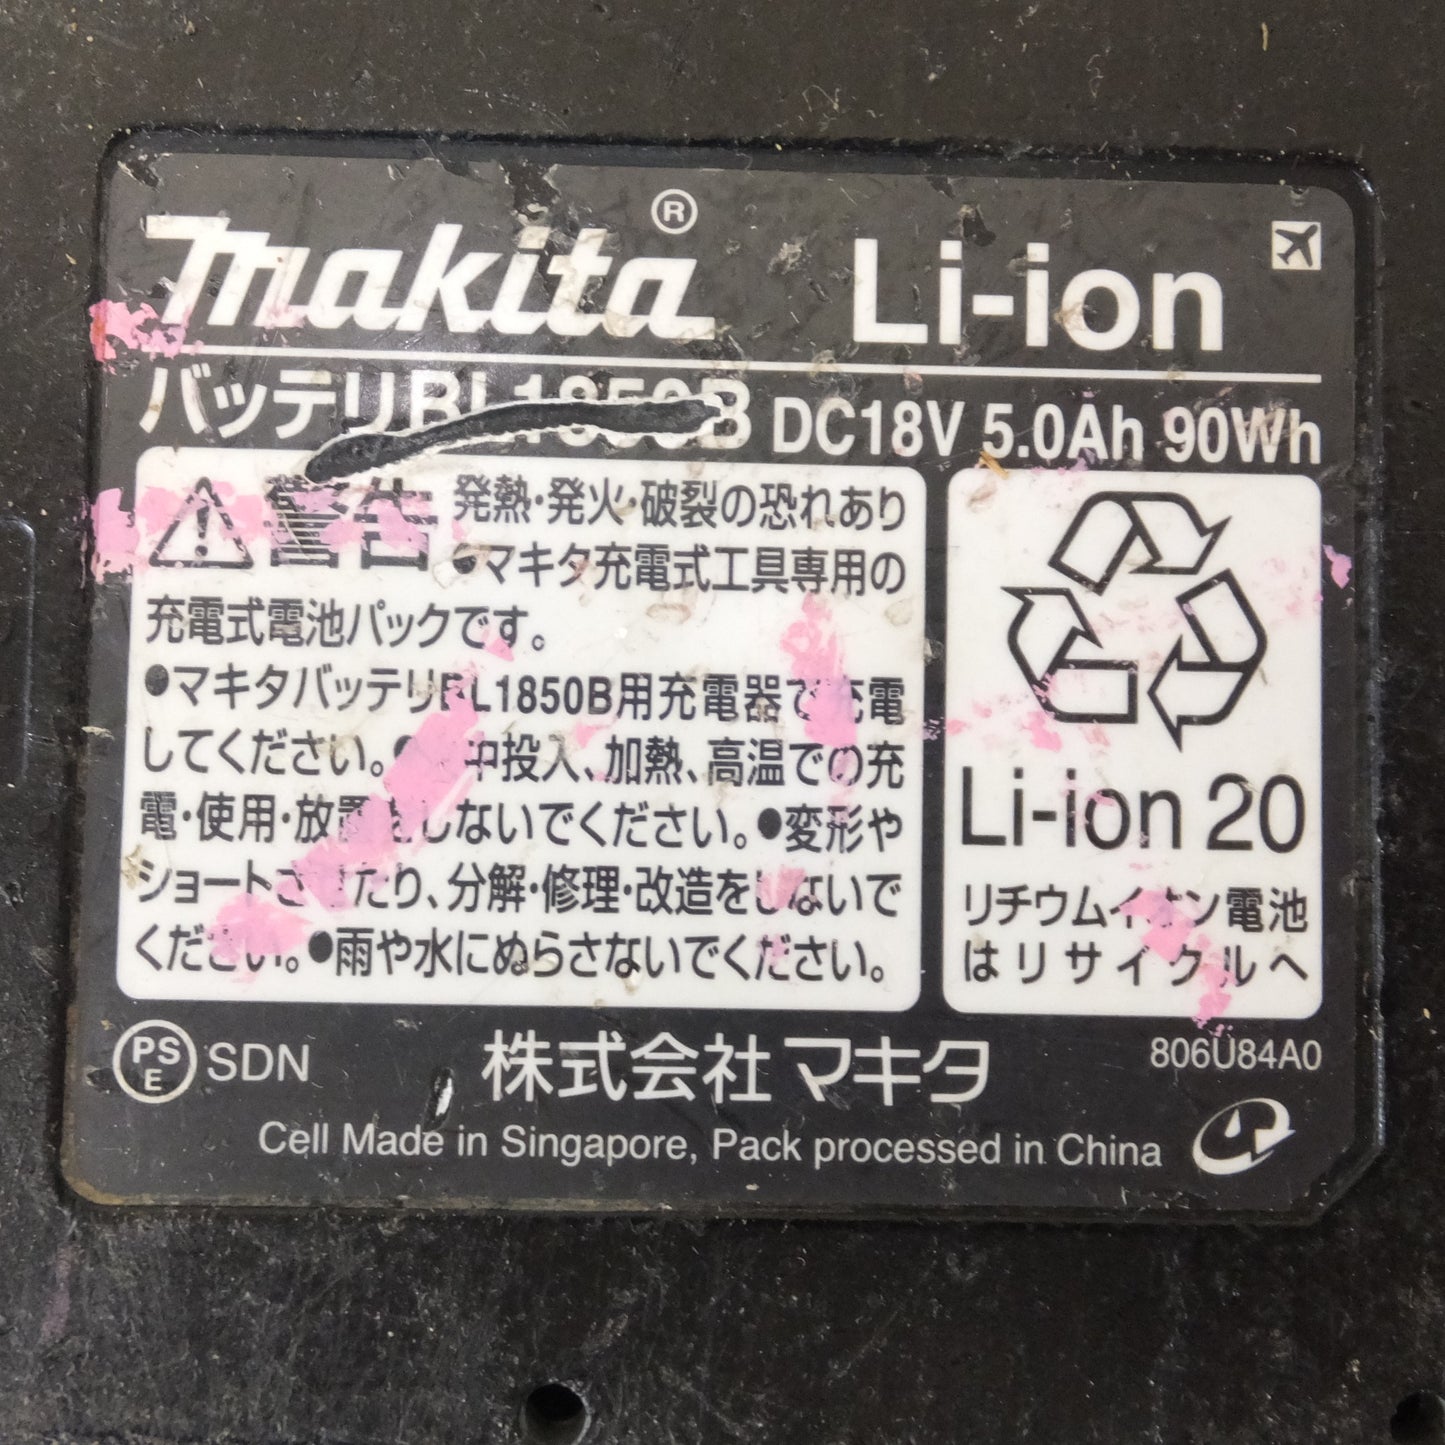 makita® Li-ion
バッテリBL1850B DC18V 5.0Ah 90Wh
警告 発熱・発火・破裂の恐れあり
●マキタ充電式工具専用の
充電式電池パックです。
●マキタバッテリBL1850B用充電器で充電
してください。● 中投入、加熱、高温での充
電・使用・放置をしないでください。●変形や
ショートさせたり、分解・修理・改造をしないで
ください。●雨や水にぬらさないでください。
Li-ion 20
リチウムイオン電池
はリサイクルへ
PSE SDN
株式会社マキタ
806U84A0
Cell Made in Singapore, Pack processed in China